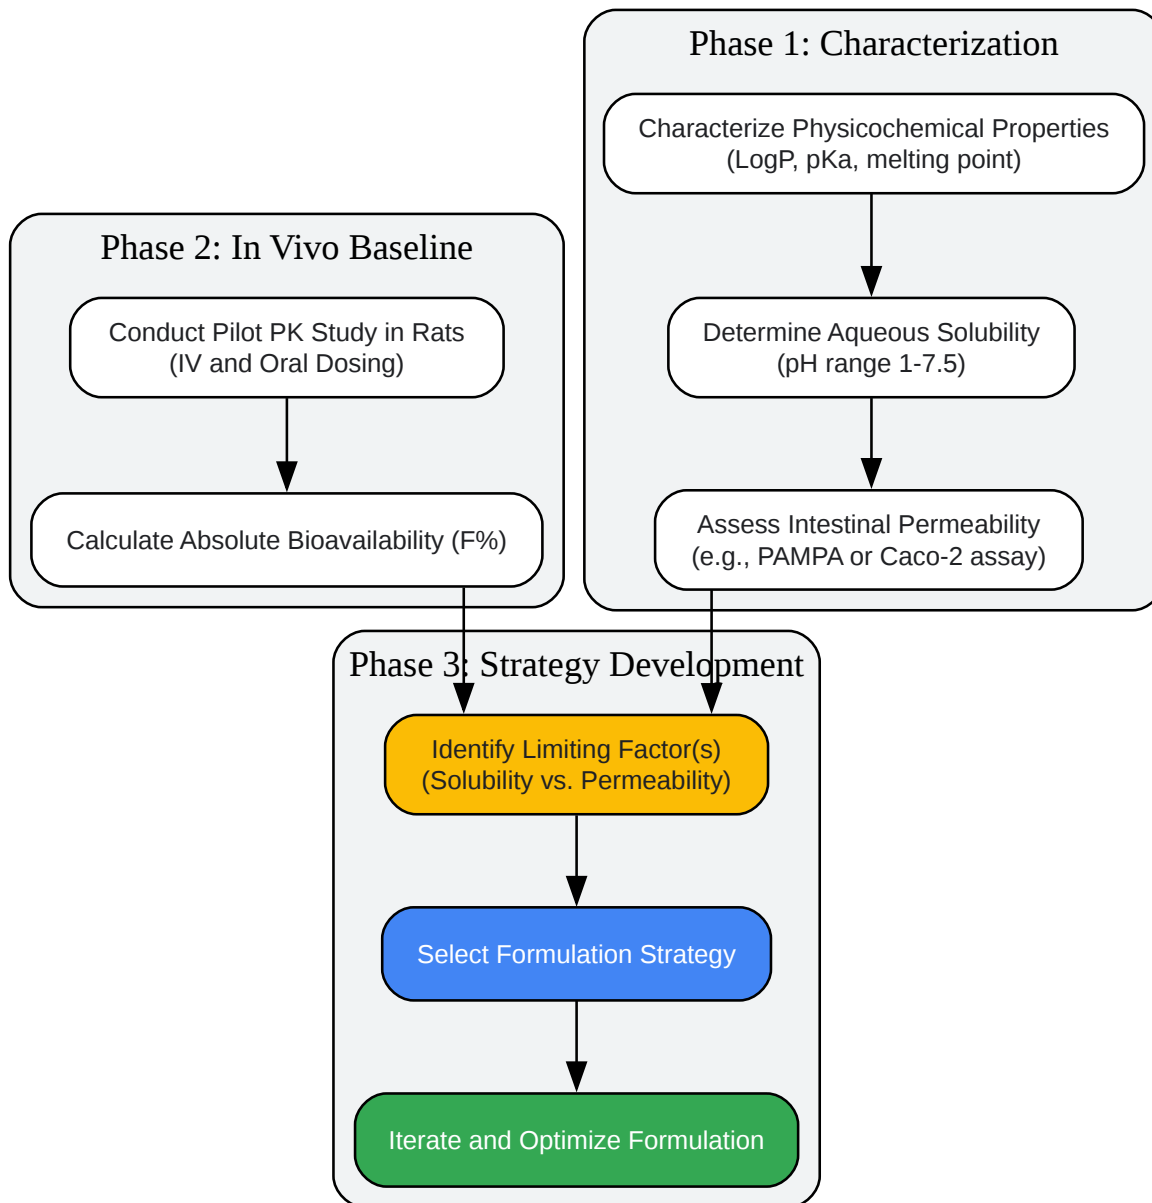 Phase 1: Characterization
Characterize Physicochemical Properties
(LogP, pKa, melting point)
Determine Aqueous Solubility
(pH range 1-7.5)
Assess Intestinal Permeability
(e.g., PAMPA or Caco-2 assay)
Phase 2: In Vivo Baseline
Conduct Pilot PK Study in Rats
(IV and Oral Dosing)
Calculate Absolute Bioavailability (F%)
Phase 3: Strategy Development
Identify Limiting Factor(s)
(Solubility vs. Permeability)
Select Formulation Strategy
Iterate and Optimize Formulation